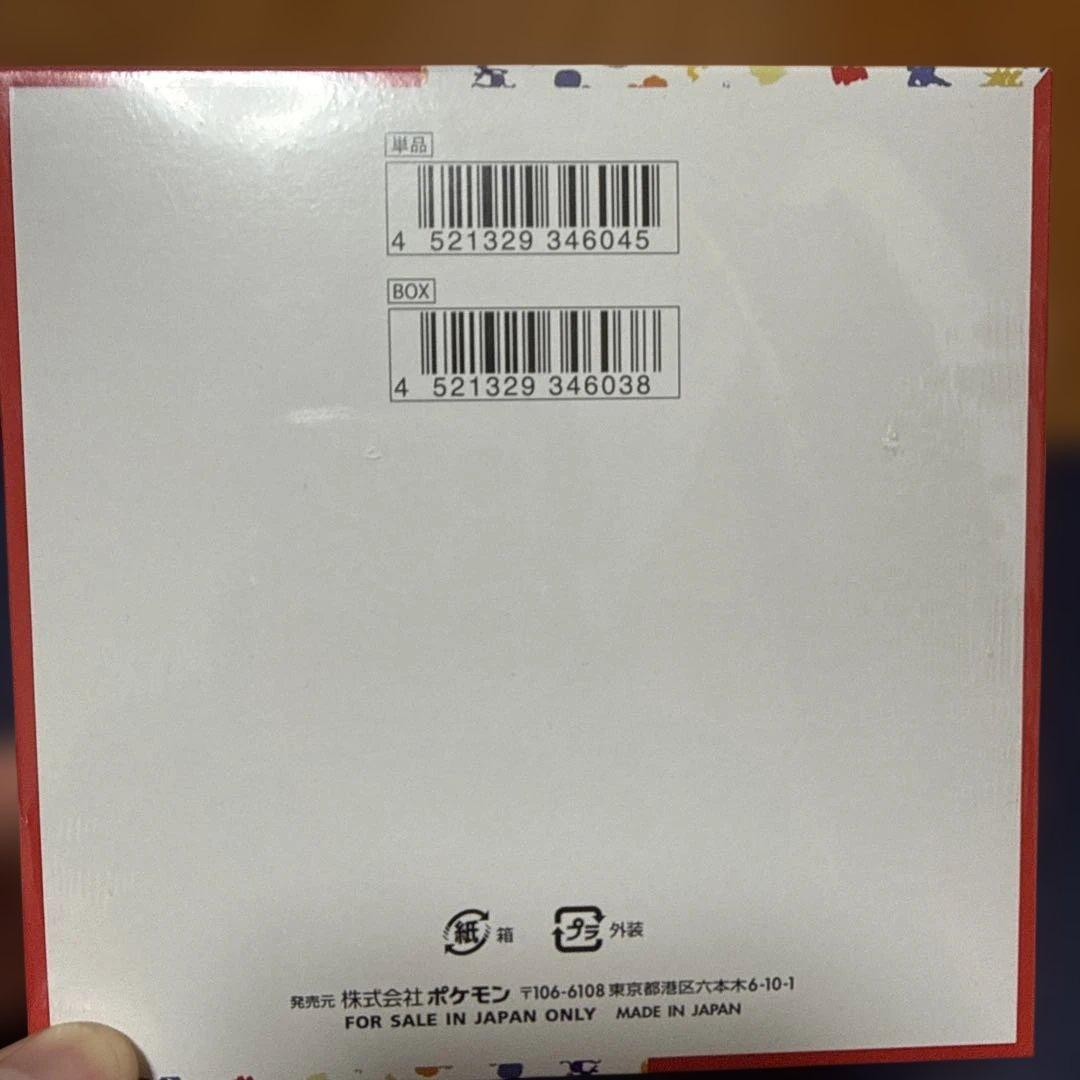 単品
4 521329 346045
BOX
4 521329 346038
紙 箱 プラ 外装
発売元 株式会社ポケモン 〒106-6108 東京都港区六本木6-10-1
FOR SALE IN JAPAN ONLY MADE IN JAPAN